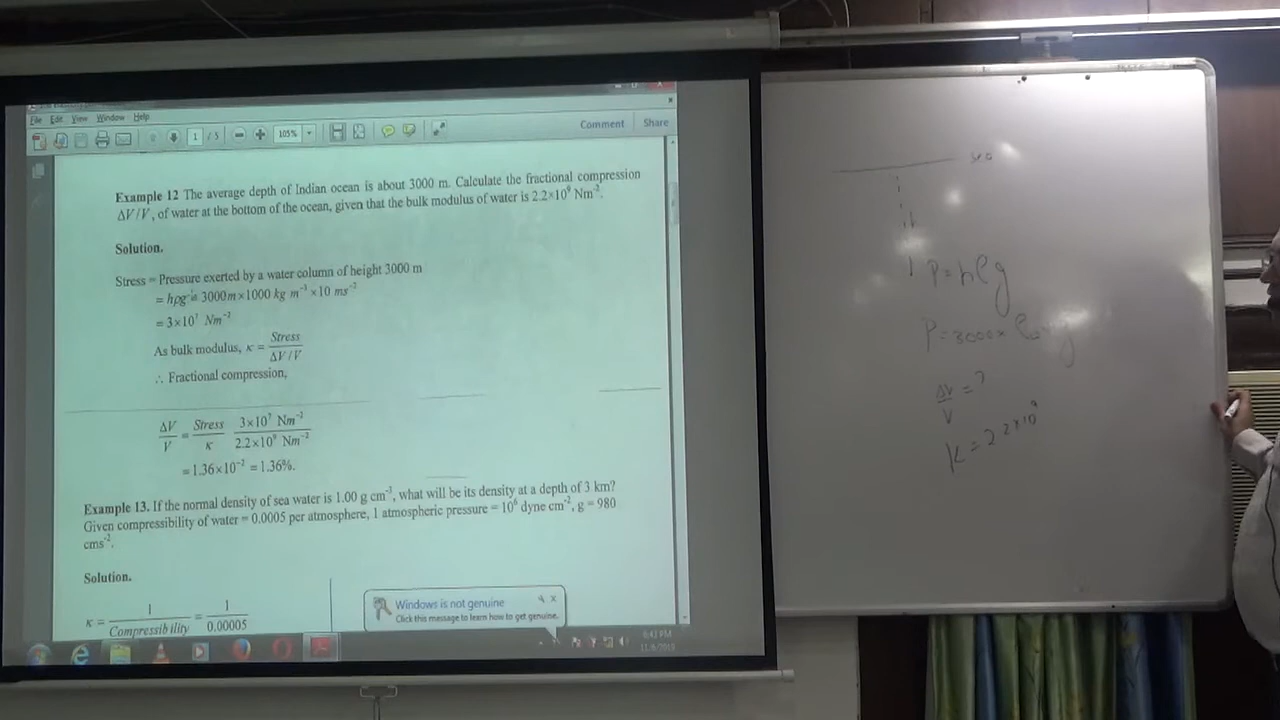 File Edit View Window Help
1 / 5 105% Comment Share
Example 12 The average depth of Indian ocean is about 3000 m. Calculate the fractional compression
ΔV/V, of water at the bottom of the ocean, given that the bulk modulus of water is 2.2×10⁹ Nm⁻².
Solution.
Stress = Pressure exerted by a water column of height 3000 m
= hρg = 3000m×1000 kg m⁻³×10 ms⁻²
= 3×10⁷ Nm⁻²
As bulk modulus, κ = Stress / ΔV/V
∴ Fractional compression,
ΔV/V = Stress/κ 3×10⁷ Nm⁻² / 2.2×10⁹ Nm⁻²
= 1.36×10⁻² = 1.36%.
Example 13. If the normal density of sea water is 1.00 g cm⁻³, what will be its density at a depth of 3 km?
Given compressibility of water = 0.0005 per atmosphere, 1 atmospheric pressure = 10⁶ dyne cm⁻², g = 980
cms⁻².
Solution.
κ = 1 / Compressibility = 1 / 0.00005
Windows is not genuine
Click this message to learn how to get genuine.
6:43 PM
P = hρg
P = 3000×
ΔV/V = ?
K = 2.2×10⁹